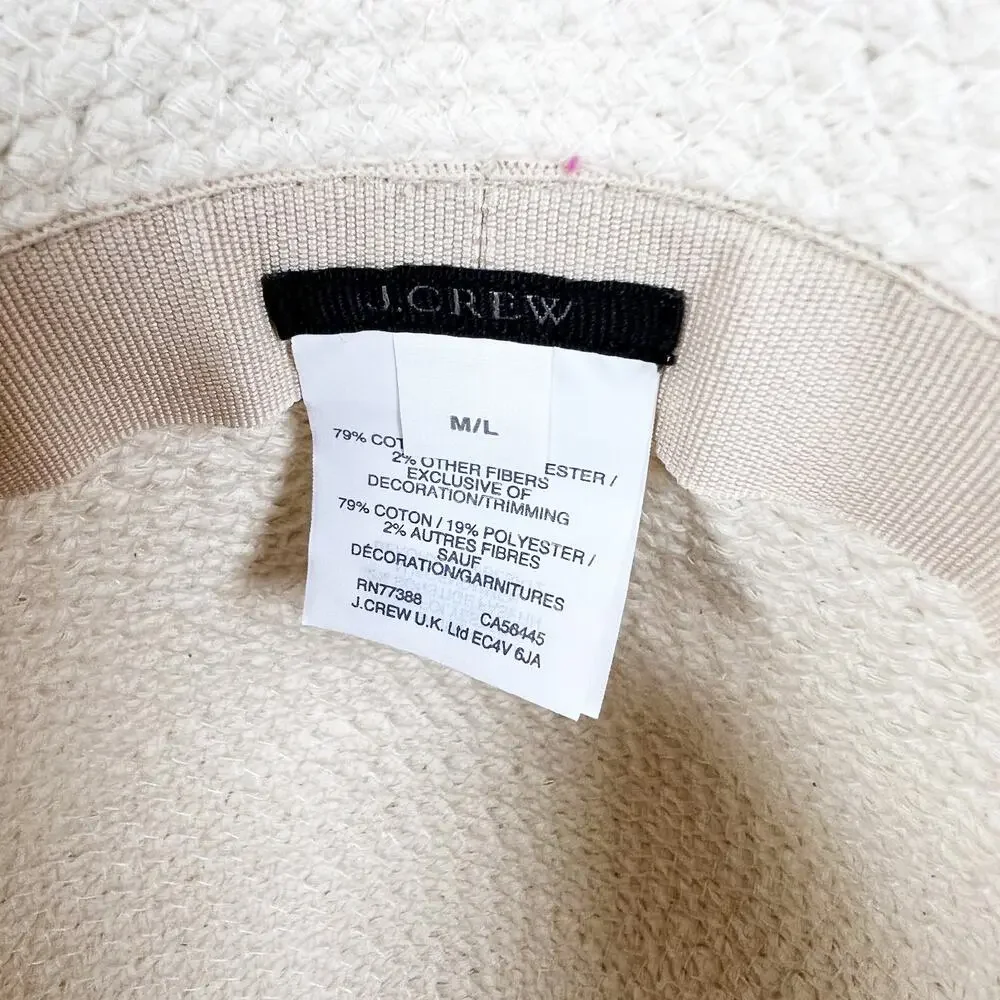 J.CREW
M/L
79% COT ESTER /
2% OTHER FIBERS
EXCLUSIVE OF
DECORATION/TRIMMING
79% COTON / 19% POLYESTER /
2% AUTRES FIBRES
SAUF
DÉCORATION/GARNITURES
RN77388 CA56445
J.CREW U.K. Ltd EC4V 6JA